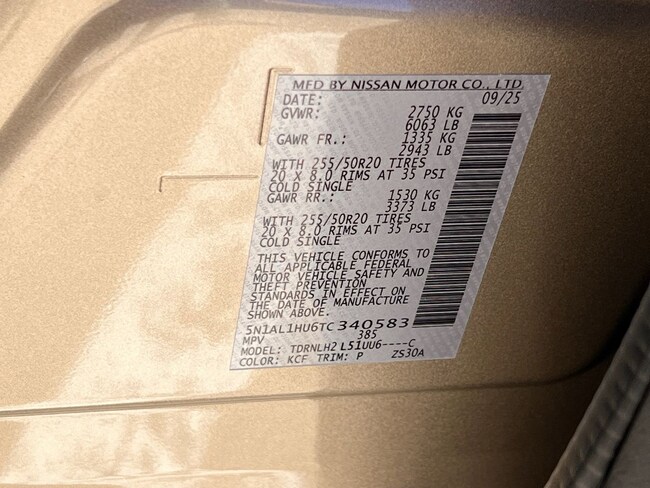 MFD BY NISSAN MOTOR CO., LTD.
DATE: 09/25
GVWR: 2750 KG
6063 LB
GAWR FR.: 1335 KG
2943 LB
WITH 255/50R20 TIRES
20 X 8.0 RIMS AT 35 PSI
COLD SINGLE
GAWR RR.: 1530 KG
3373 LB
WITH 255/50R20 TIRES
20 X 8.0 RIMS AT 35 PSI
COLD SINGLE
THIS VEHICLE CONFORMS TO
ALL APPLICABLE FEDERAL
MOTOR VEHICLE SAFETY AND
THEFT PREVENTION
STANDARDS IN EFFECT ON
THE DATE OF MANUFACTURE
SHOWN ABOVE.
5N1AL1HU6TC340583
MPV 385
MODEL: TDRNLH2 L51UU6----C
COLOR: KCF TRIM: P ZS30A